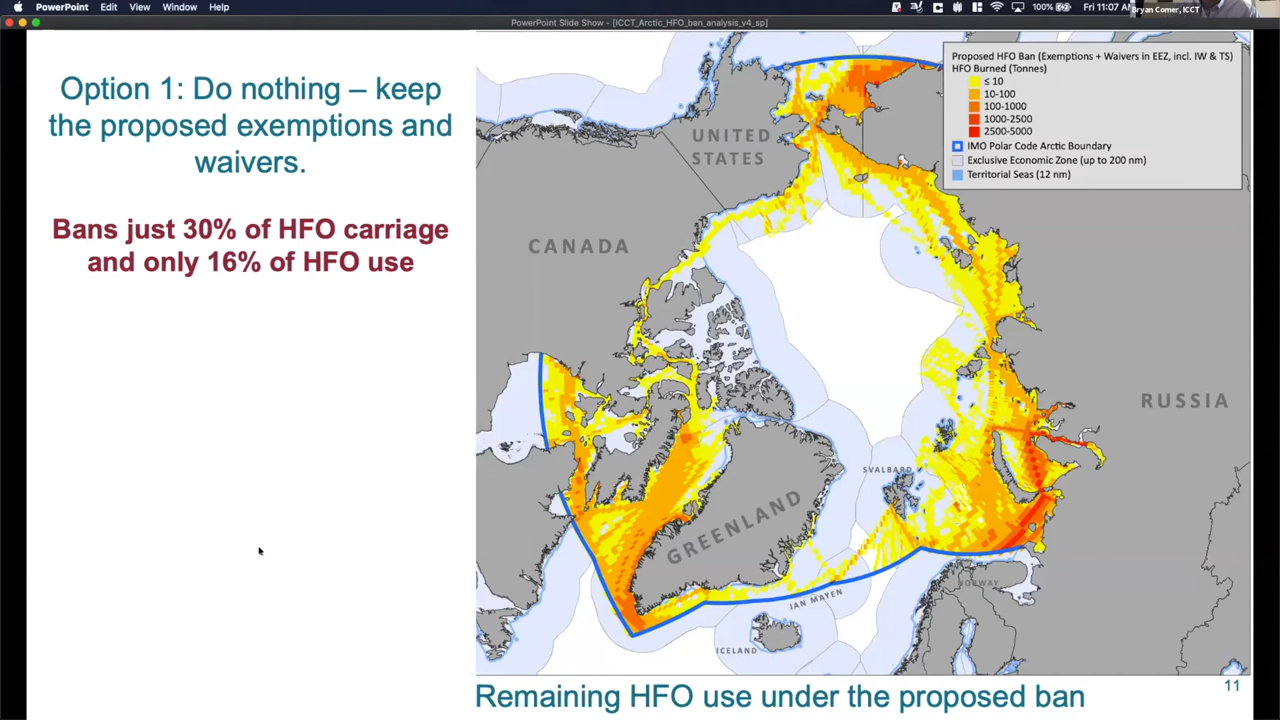 PowerPoint Edit View Window Help
100% Fri 11:07 AM
Bryan Comer, ICCT
PowerPoint Slide Show - [ICCT_Arctic_HFO_ban_analysis_v4_sp]
Option 1: Do nothing – keep
the proposed exemptions and
waivers.
Bans just 30% of HFO carriage
and only 16% of HFO use
Proposed HFO Ban (Exemptions + Waivers in EEZ, incl. IW & TS)
HFO Burned (Tonnes)
≤ 10
10-100
100-1000
1000-2500
2500-5000
IMO Polar Code Arctic Boundary
Exclusive Economic Zone (up to 200 nm)
Territorial Seas (12 nm)
UNITED
STATES
CANADA
RUSSIA
SVALBARD
GREENLAND
NORWAY
JAN MAYEN
ICELAND
Remaining HFO use under the proposed ban
11